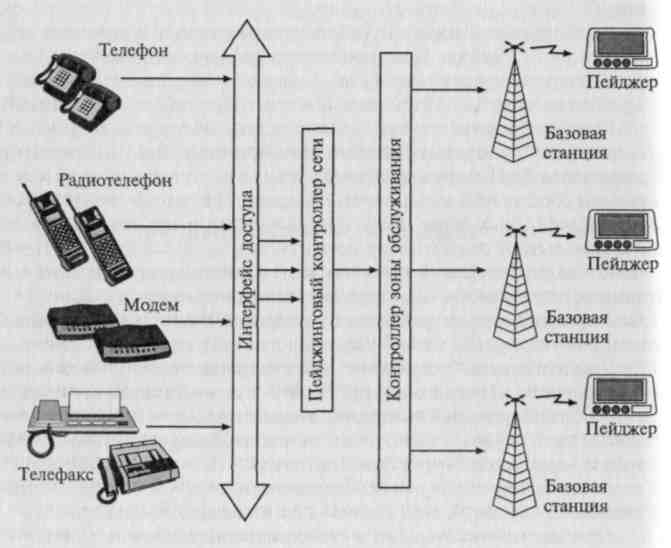 Телефон
Радиотелефон
Модем
Телефакс
Интерфейс доступа
Пейджинговый контроллер сети
Контроллер зоны обслуживания
Пейджер
Базовая
станция
Пейджер
Базовая
станция
Пейджер
Базовая
станция